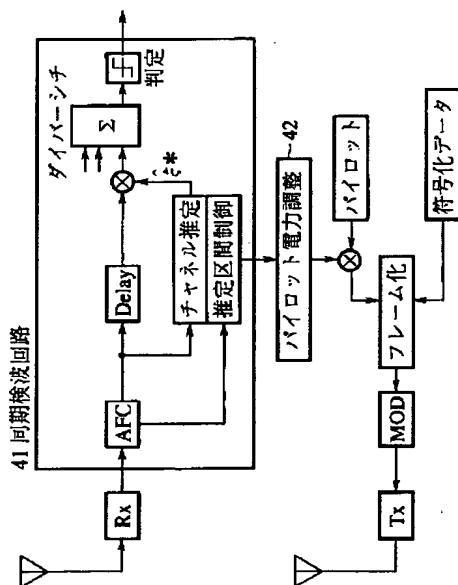 41 同期検波回路
Rx
AFC
Delay
ダイバーシチ
Σ
判定
ξ̂*
チャネル推定
推定区間制御
パイロット電力調整
42
パイロット
符号化データ
フレーム化
MOD
Tx